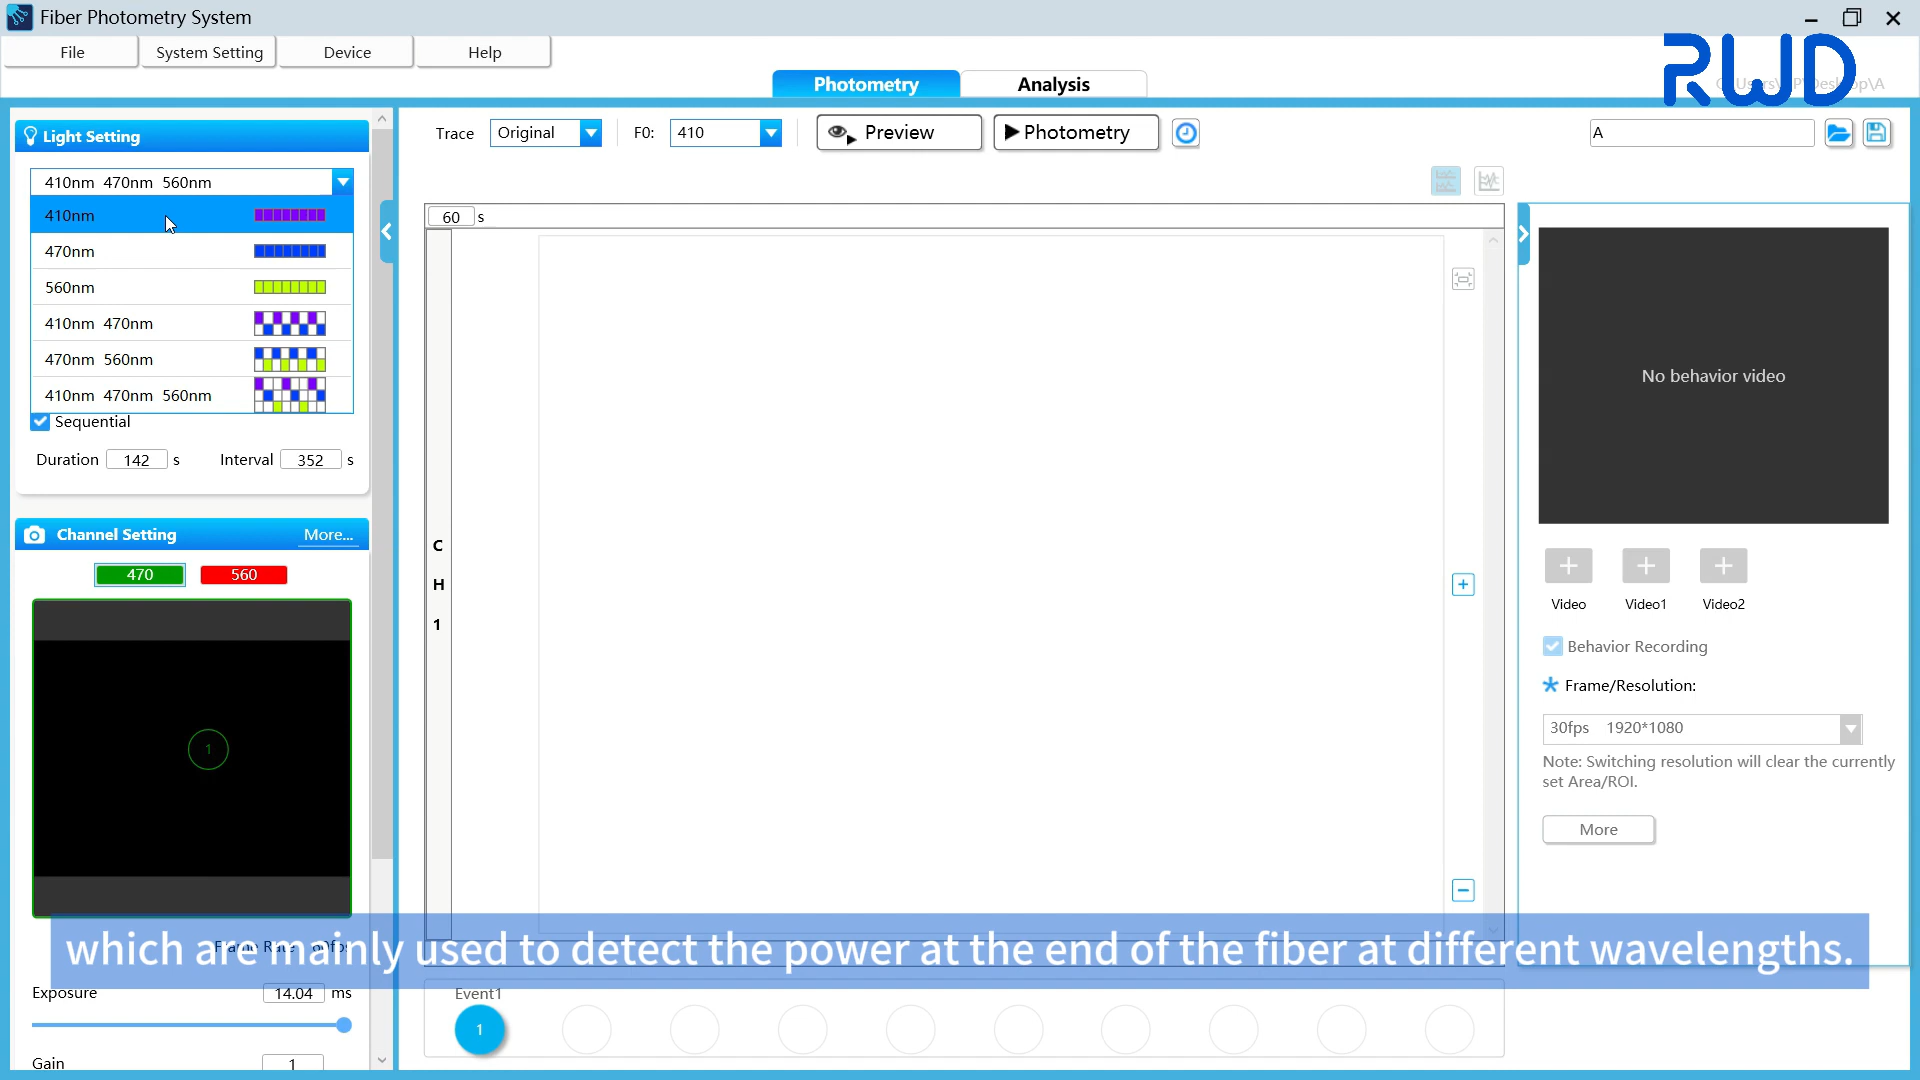 Fiber Photometry System
File
System Setting
Device
Help
RWD
Photometry
Analysis
Light Setting
Trace
Original
F0:
410
Preview
Photometry
A
410nm 470nm 560nm
410nm
470nm
560nm
410nm 470nm
470nm 560nm
410nm 470nm 560nm
Sequential
Duration 142 s
Interval 352 s
60 s
Channel Setting
More...
470
560
1
C
H
1
No behavior video
Video
Video1
Video2
Behavior Recording
Frame/Resolution:
30fps 1920*1080
Note: Switching resolution will clear the currently
set Area/ROI.
More
which are mainly used to detect the power at the end of the fiber at different wavelengths.
Exposure 14.04 ms
Gain 1
Event1
1